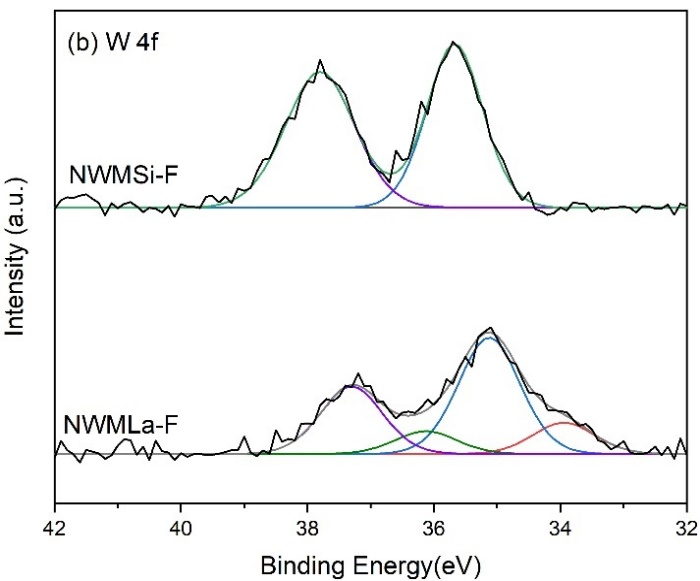 (b) W 4f
NWMSi-F
NWMLa-F
Intensity (a.u.)
42 40 38 36 34 32
Binding Energy(eV)